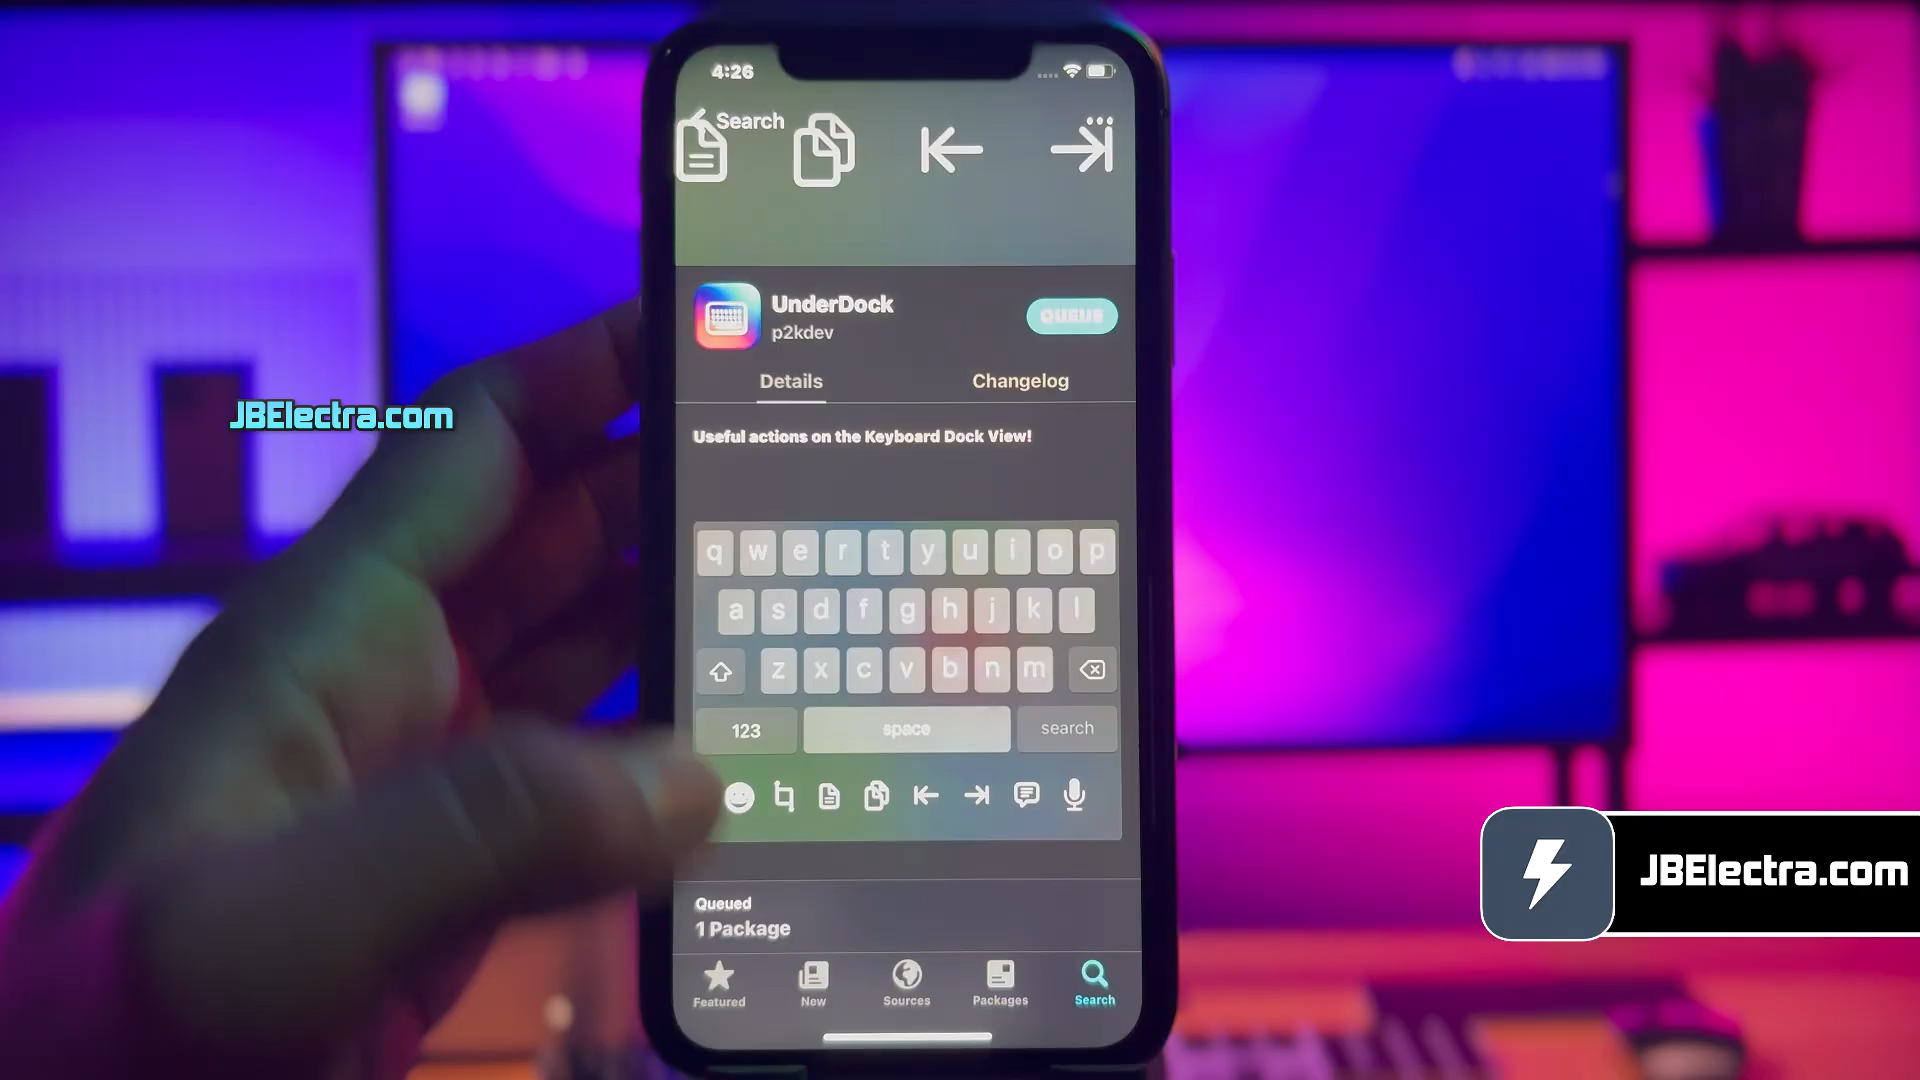 4:26
Search
UnderDock
p2kdev
QUEUE
Details
Changelog
Useful actions on the Keyboard Dock View!
q w e r t y u i o p
a s d f g h j k l
z x c v b n m
123 space search
Queued
1 Package
Featured New Sources Packages Search
JBElectra.com
JBElectra.com